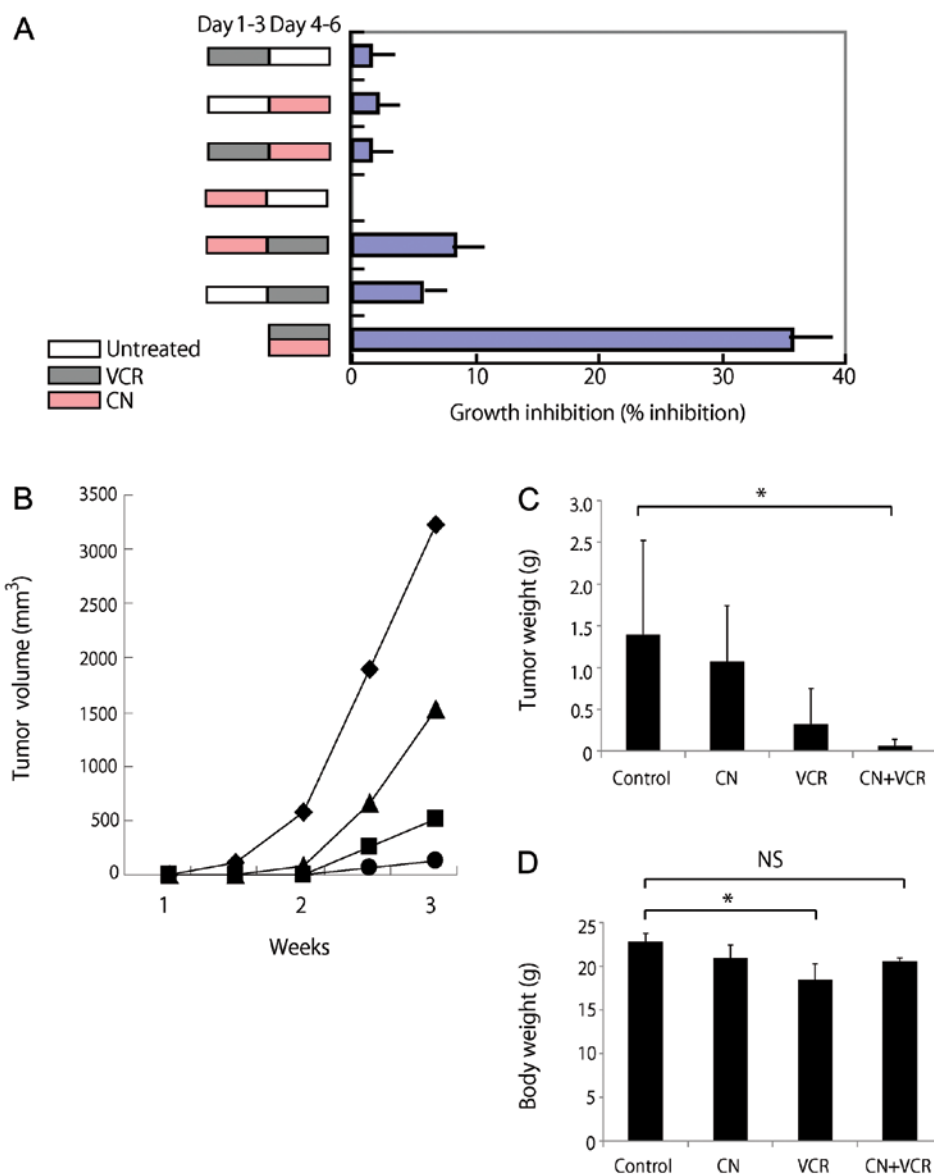 A
Day 1-3 Day 4-6
Untreated
VCR
CN
0 10 20 30 40
Growth inhibition (% inhibition)
B
3500
3000
2500
2000
1500
1000
500
0
Tumor volume (mm³)
1 2 3
Weeks
C
*
3.0
2.5
2.0
1.5
1.0
0.5
0
Tumor weight (g)
Control CN VCR CN+VCR
D
NS
*
25
20
15
10
5
0
Body weight (g)
Control CN VCR CN+VCR